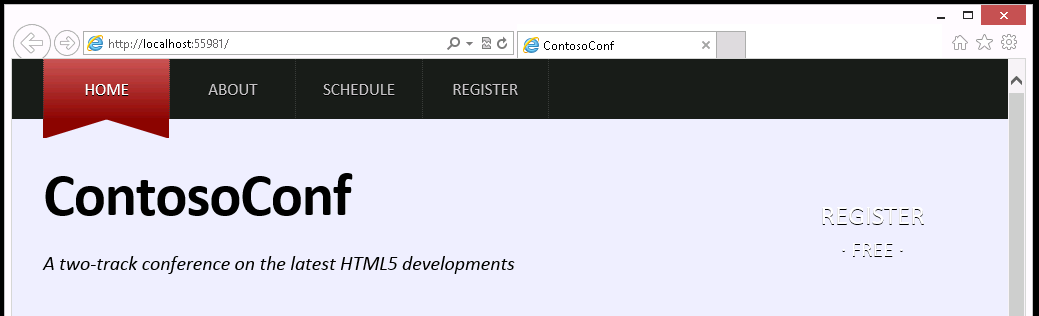 http://localhost:55981/
ContosoConf
HOME ABOUT SCHEDULE REGISTER
ContosoConf
REGISTER
- FREE -
A two-track conference on the latest HTML5 developments